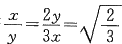 x/y = 2y/3x = √(2/3)